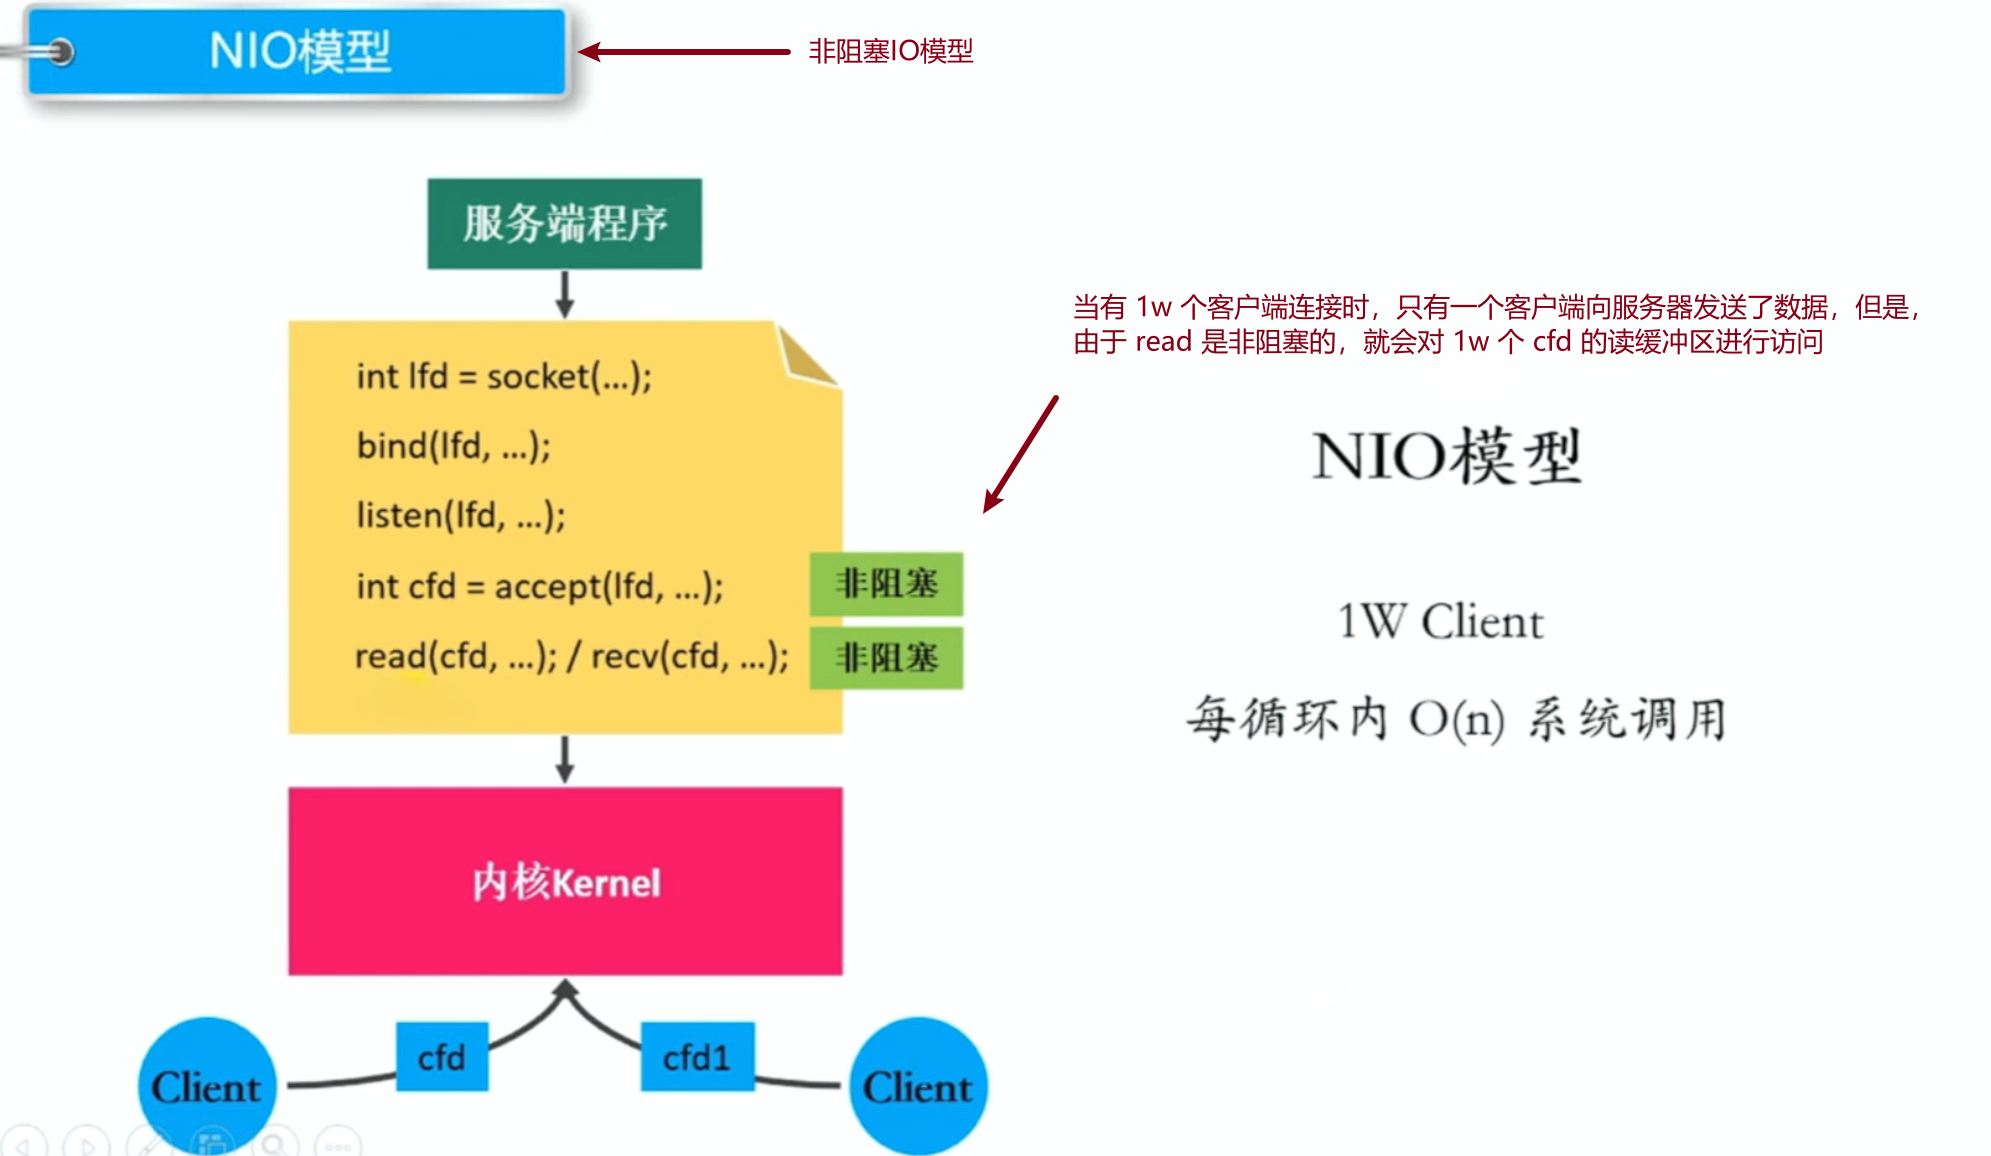 NIO模型
非阻塞IO模型
服务端程序
int lfd = socket(...);
bind(lfd, ...);
listen(lfd, ...);
int cfd = accept(lfd, ...);
非阻塞
read(cfd, ...); / recv(cfd, ...);
非阻塞
内核Kernel
cfd
cfd1
Client
Client
当有 1w 个客户端连接时，只有一个客户端向服务器发送了数据，但是，
由于 read 是非阻塞的，就会对 1w 个 cfd 的读缓冲区进行访问
NIO模型
1W Client
每循环内 O(n) 系统调用